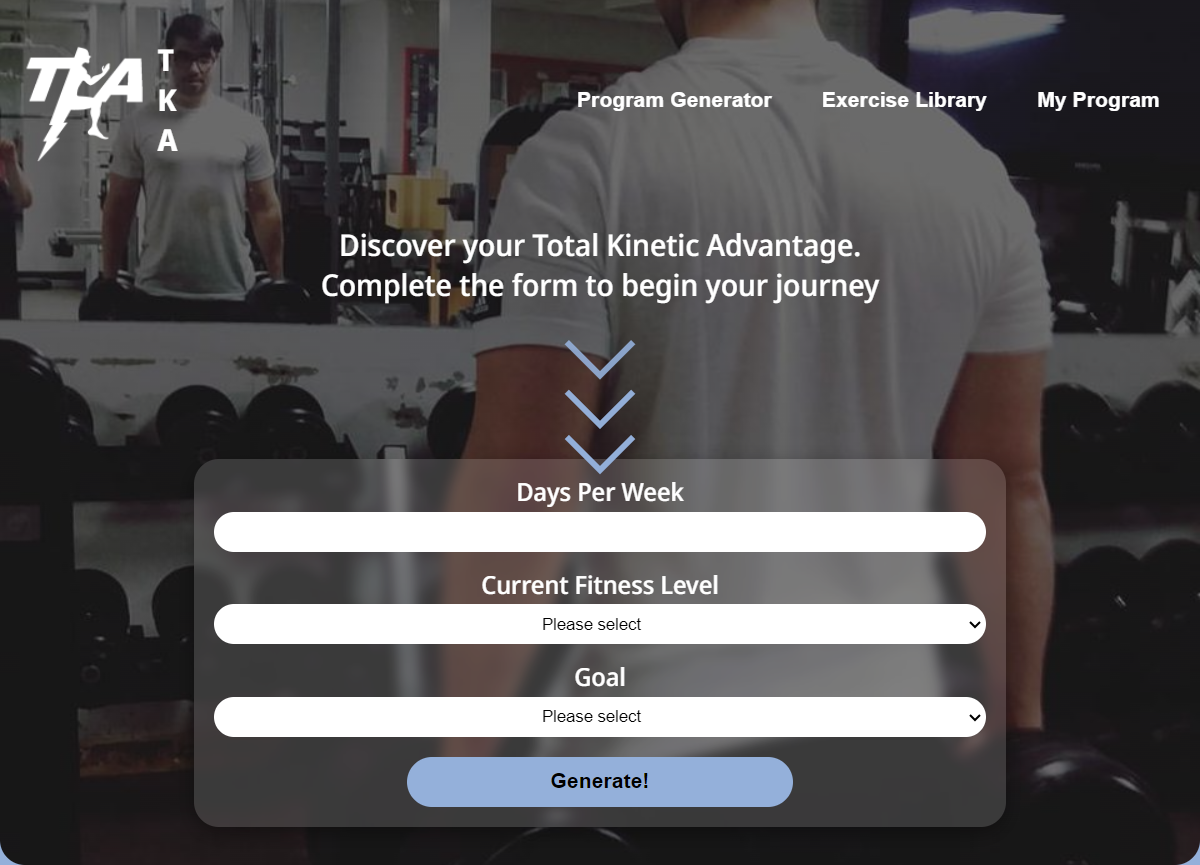 TKA
T
K
A
Program Generator
Exercise Library
My Program
Discover your Total Kinetic Advantage.
Complete the form to begin your journey
Days Per Week
Current Fitness Level
Please select
Goal
Please select
Generate!